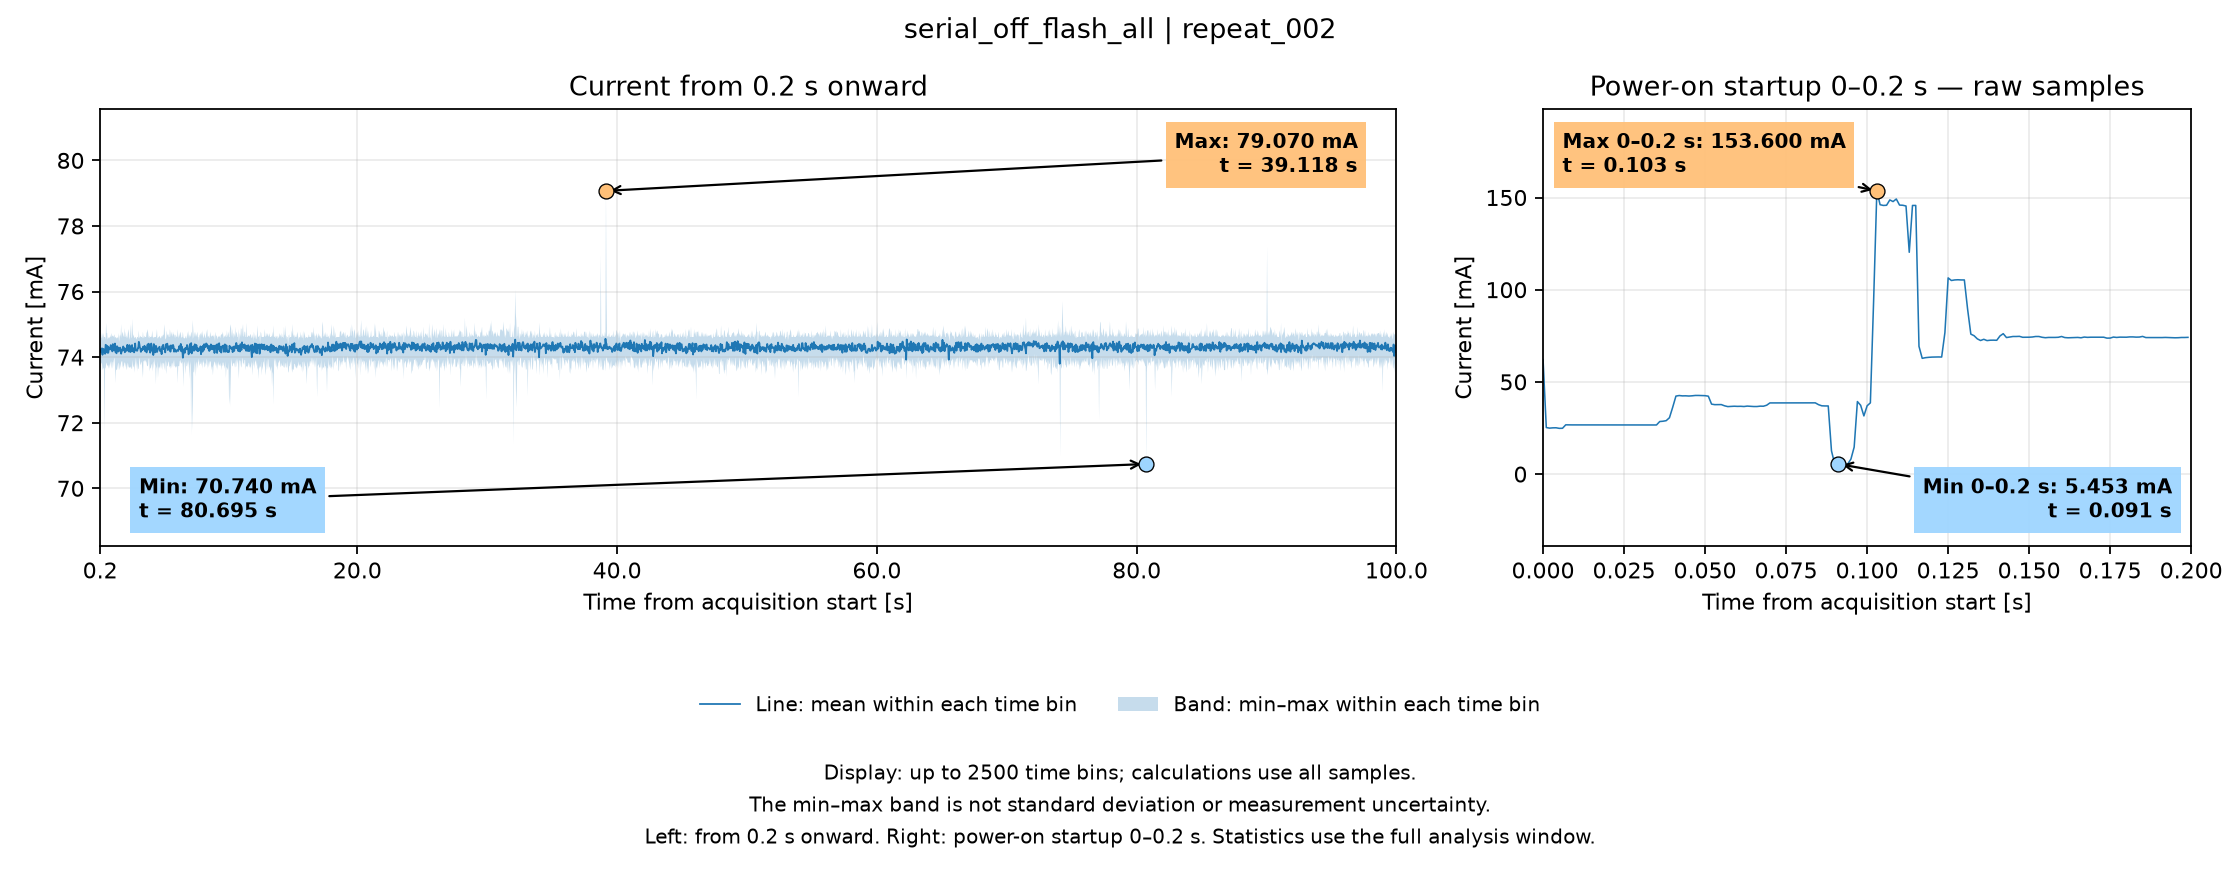 serial_off_flash_all | repeat_002
Current from 0.2 s onward
Current [mA]
80
78
76
74
72
70
Max: 79.070 mA
t = 39.118 s
Min: 70.740 mA
t = 80.695 s
0.2
20.0
40.0
60.0
80.0
100.0
Time from acquisition start [s]
Power-on startup 0–0.2 s — raw samples
Current [mA]
150
100
50
0
Max 0–0.2 s: 153.600 mA
t = 0.103 s
Min 0–0.2 s: 5.453 mA
t = 0.091 s
0.000
0.025
0.050
0.075
0.100
0.125
0.150
0.175
0.200
Time from acquisition start [s]
Line: mean within each time bin
Band: min–max within each time bin
Display: up to 2500 time bins; calculations use all samples.
The min–max band is not standard deviation or measurement uncertainty.
Left: from 0.2 s onward. Right: power-on startup 0–0.2 s. Statistics use the full analysis window.